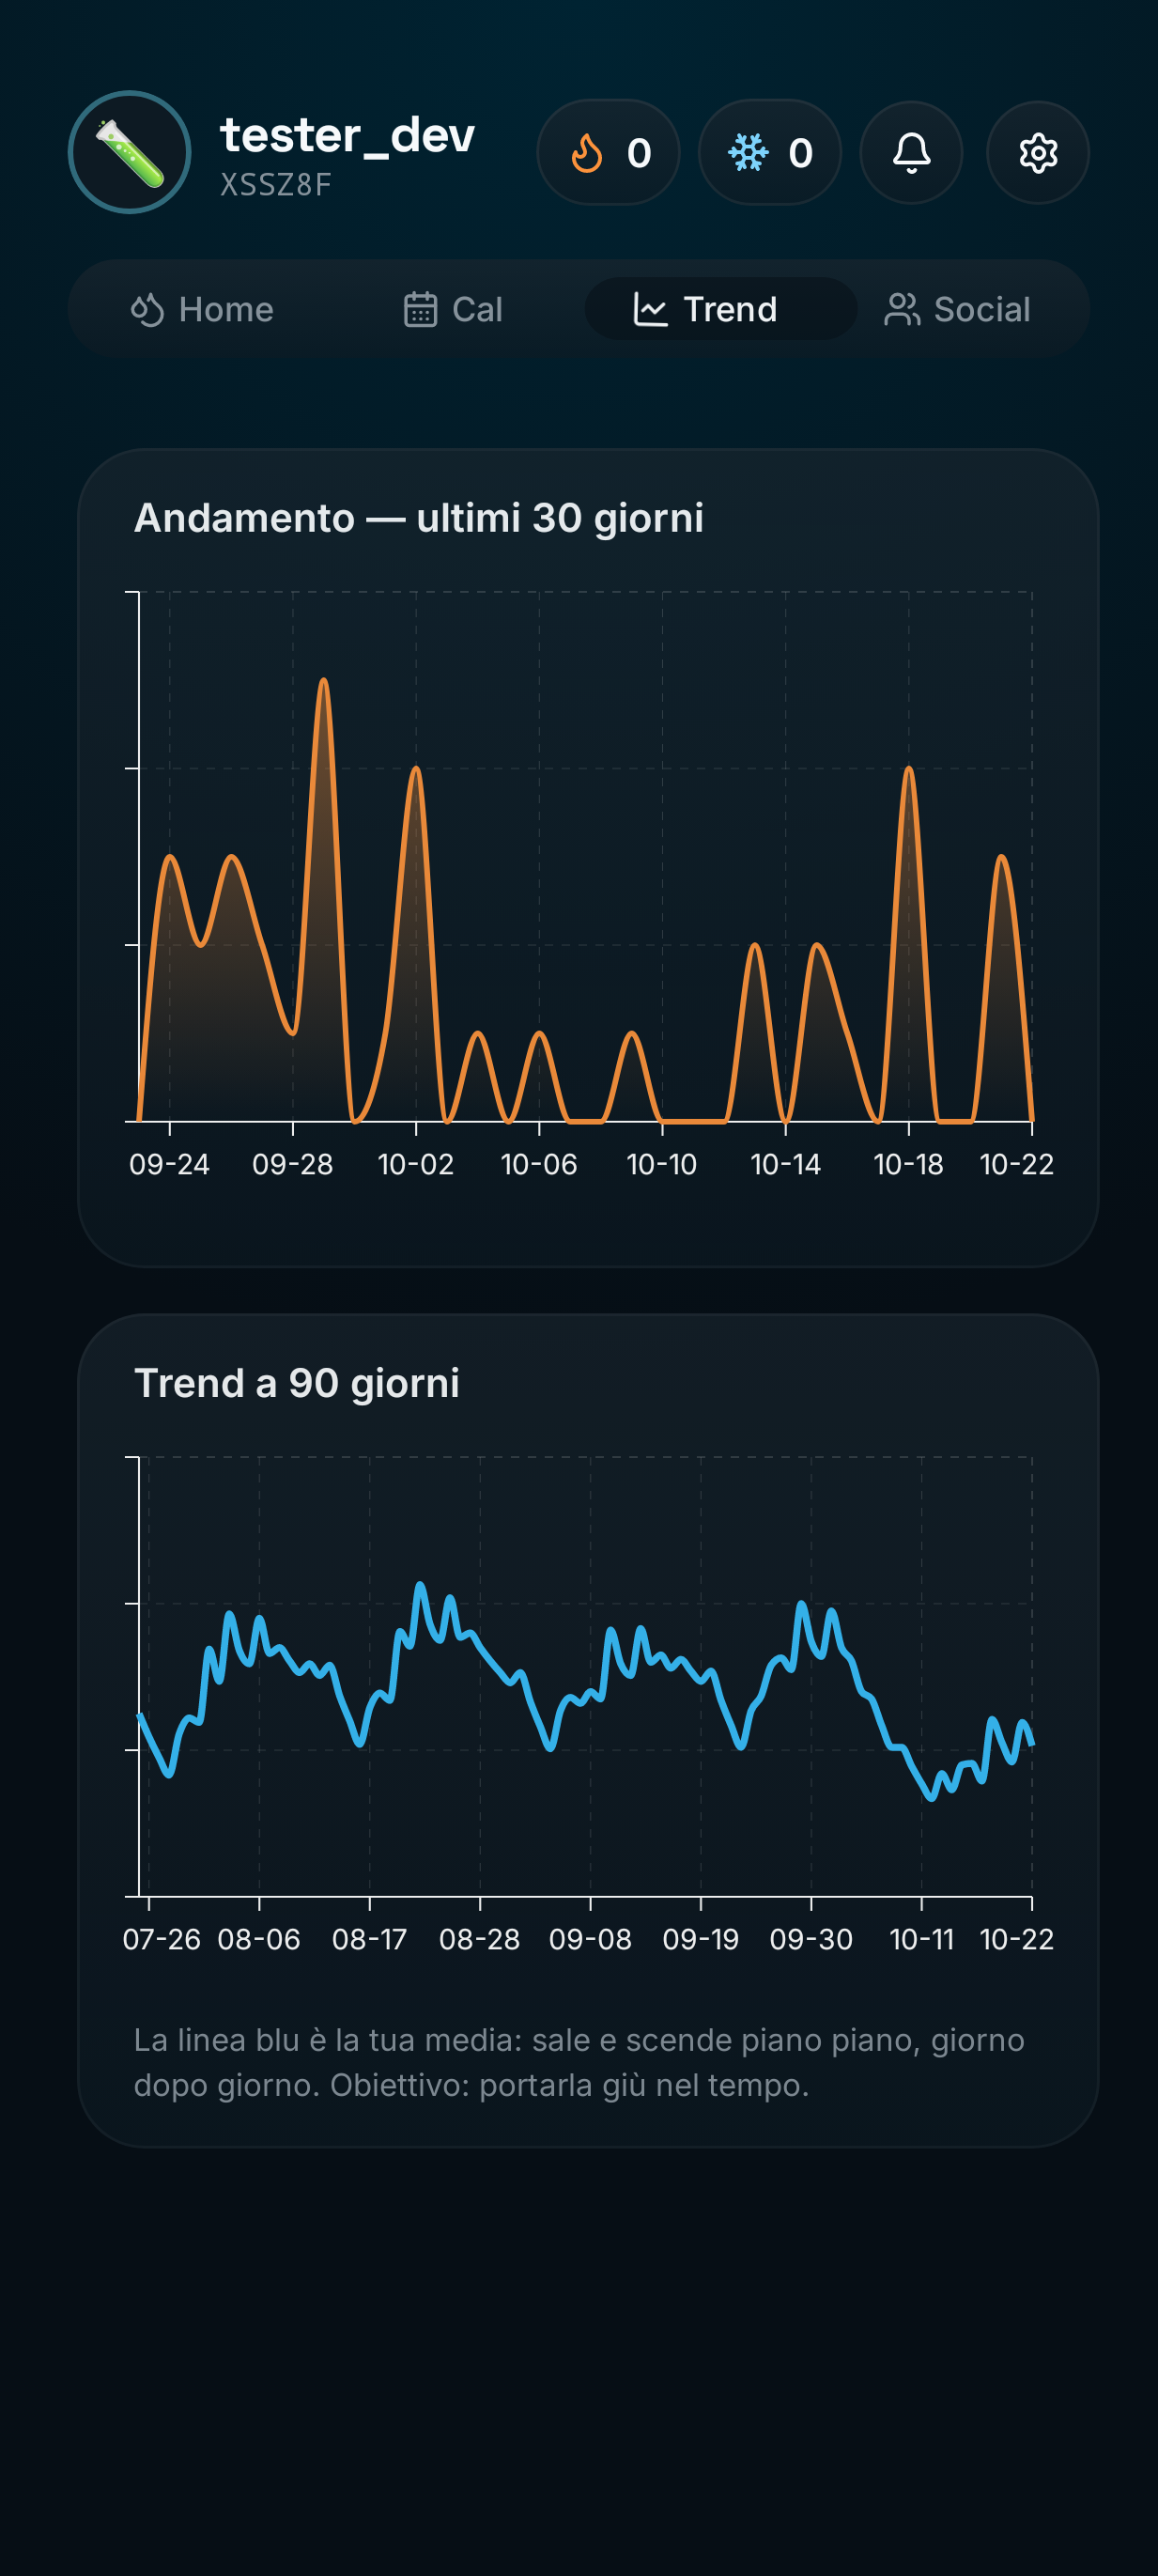 tester_dev
XSSZ8F
0
0
Home
Cal
Trend
Social
Andamento — ultimi 30 giorni
09-24 09-28 10-02 10-06 10-10 10-14 10-18 10-22
Trend a 90 giorni
07-26 08-06 08-17 08-28 09-08 09-19 09-30 10-11 10-22
La linea blu è la tua media: sale e scende piano piano, giorno
dopo giorno. Obiettivo: portarla giù nel tempo.